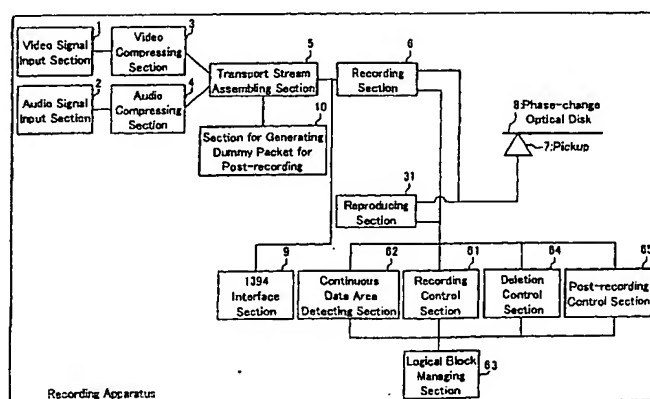 1
Video Signal
Input Section
3
Video
Compressing
Section
5
Transport Stream
Assembling Section
6
Recording
Section
2
Audio Signal
Input Section
4
Audio
Compressing
Section
10
Section for Generating
Dummy Packet for
Post-recording
8:Phase-change
Optical Disk
7:Pickup
31
Reproducing
Section
9
1394
Interface
Section
62
Continuous
Data Area
Detecting Section
61
Recording
Control
Section
64
Deletion
Control
Section
65
Post-recording
Control Section
Logical Block
Managing
Section
63
Recording Apparatus